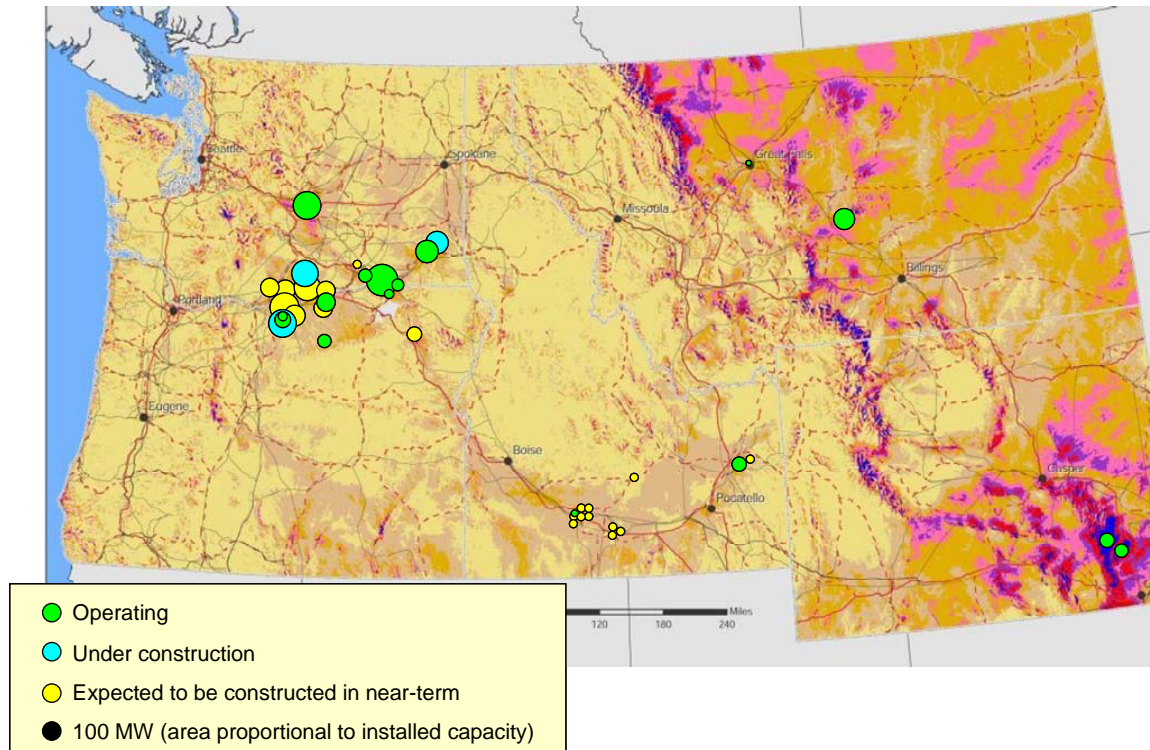 Seattle
Spokane
Great Falls
Missoula
Billings
Portland
Eugene
Boise
Casper
Pocatello
Miles
120 180 240
Operating
Under construction
Expected to be constructed in near-term
100 MW (area proportional to installed capacity)